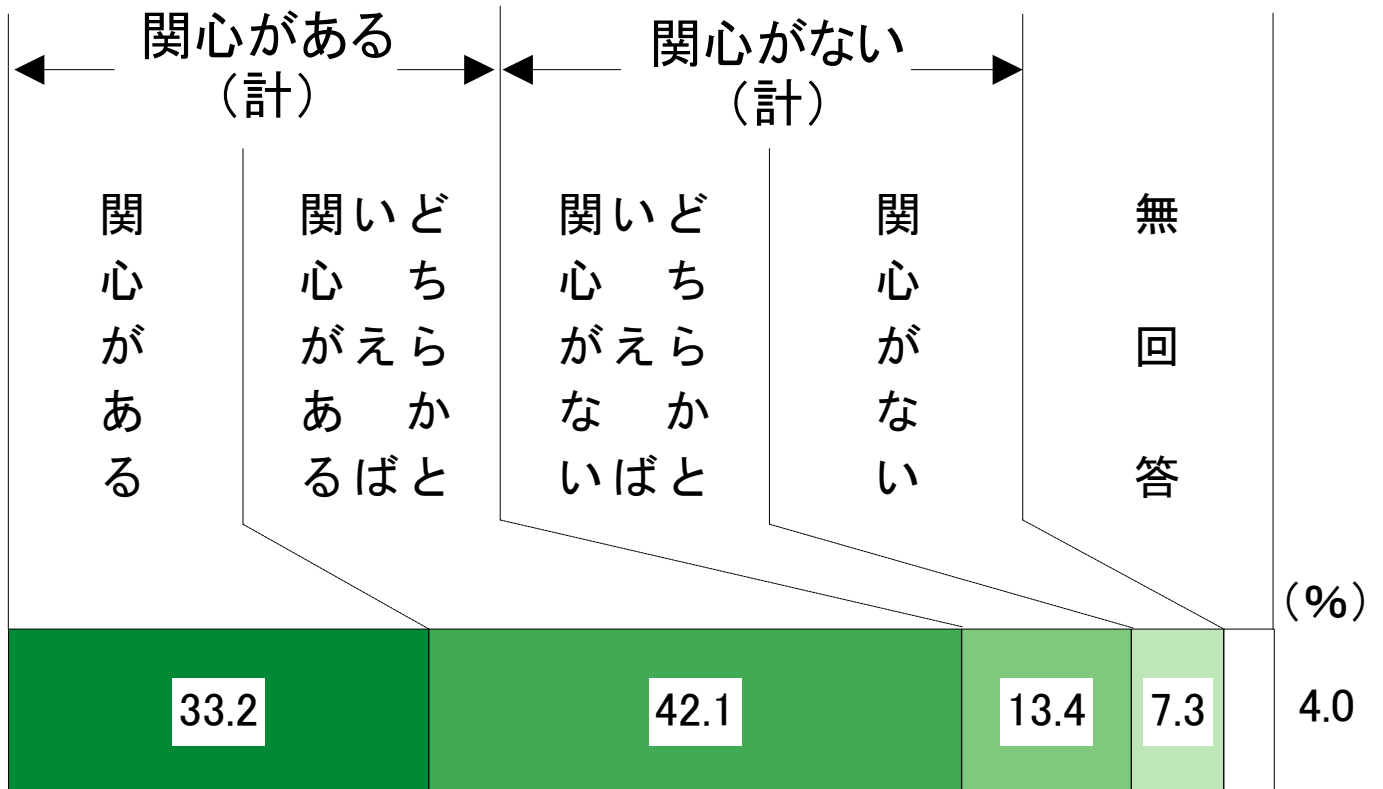 関心がある
（計）
関心がない
（計）
関心がある
どちらかと
いえば
関心がある
どちらかと
いえば
関心がない
関心がない
無回答
（％）
33.2
42.1
13.4
7.3
4.0